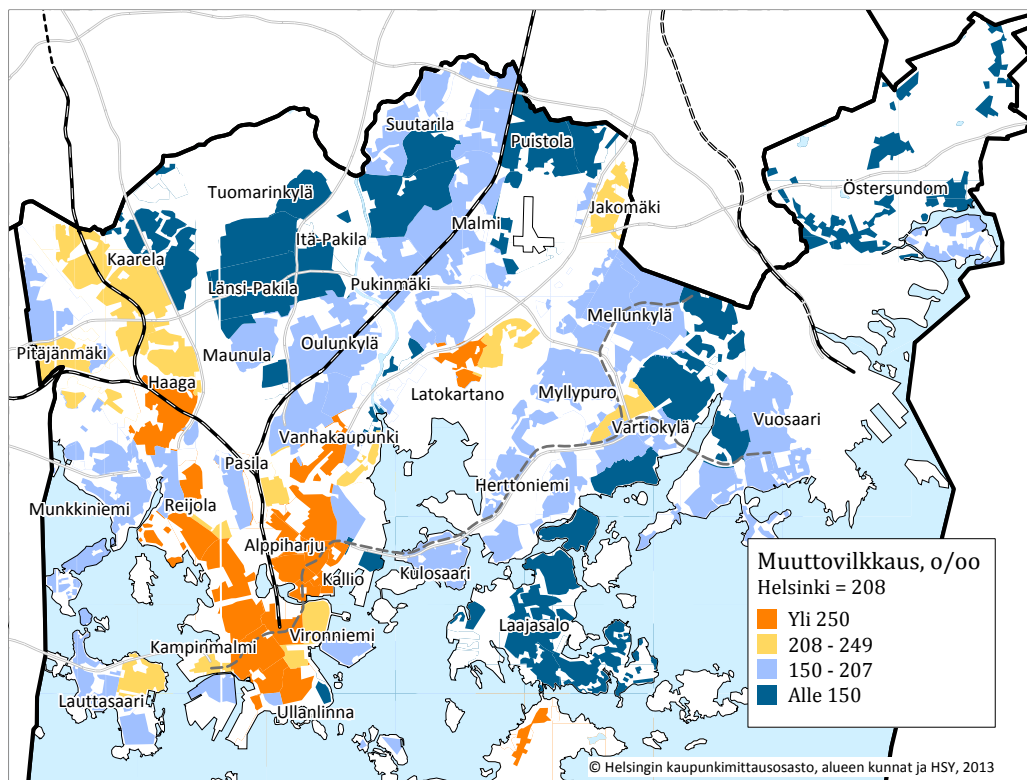 Suutarila
Puistola
Tuomarinkylä
Östersundom
Jakomäki
Malmi
Itä-Pakila
Kaarela
Länsi-Pakila
Pukinmäki
Mellunkylä
Pitäjänmäki
Maunula
Oulunkylä
Haaga
Latokartano
Myllypuro
Vuosaari
Vartiokylä
Vanhakaupunki
Pasila
Herttoniemi
Munkkiniemi
Reijola
Alppiharju
Kallio
Kulosaari
Laajasalo
Vironniemi
Kampinmalmi
Lauttasaari
Ullanlinna
Muuttovilkkaus, o/oo
Helsinki = 208
Yli 250
208 - 249
150 - 207
Alle 150
© Helsingin kaupunkimittausosasto, alueen kunnat ja HSY, 2013